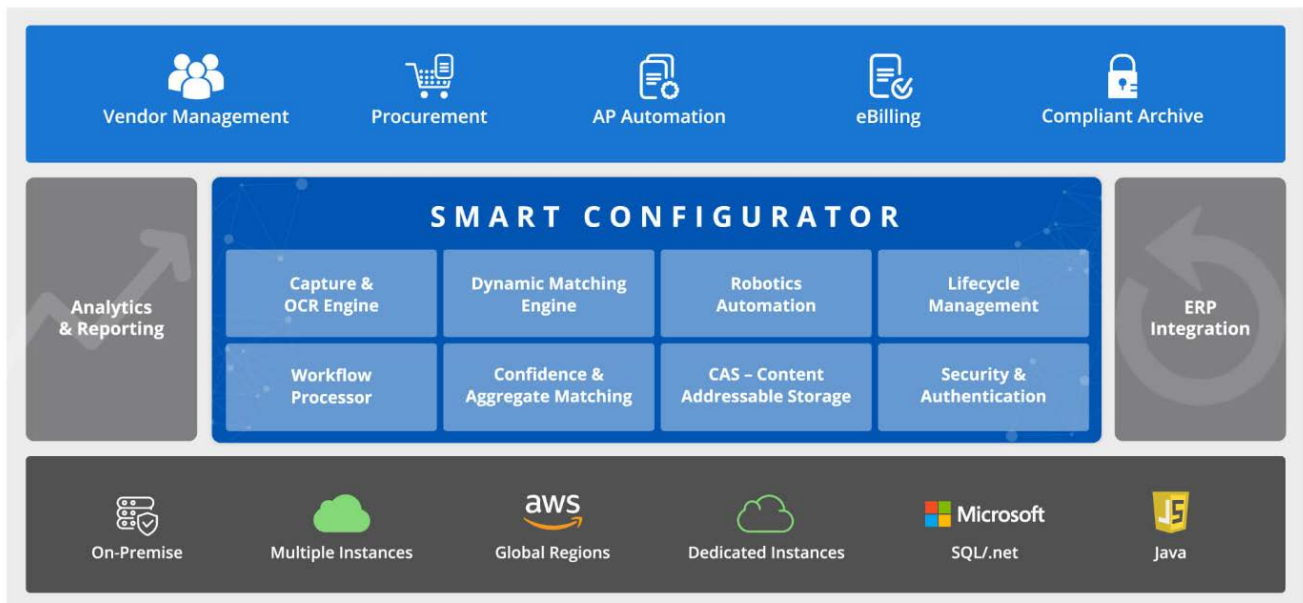 Vendor Management
Procurement
AP Automation
eBilling
Compliant Archive
Analytics
& Reporting
SMART CONFIGURATOR
Capture &
OCR Engine
Dynamic Matching
Engine
Robotics
Automation
Lifecycle
Management
Workflow
Processor
Confidence &
Aggregate Matching
CAS – Content
Addressable Storage
Security &
Authentication
ERP
Integration
On-Premise
Multiple Instances
aws
Global Regions
Dedicated Instances
Microsoft
SQL/.net
JS
Java